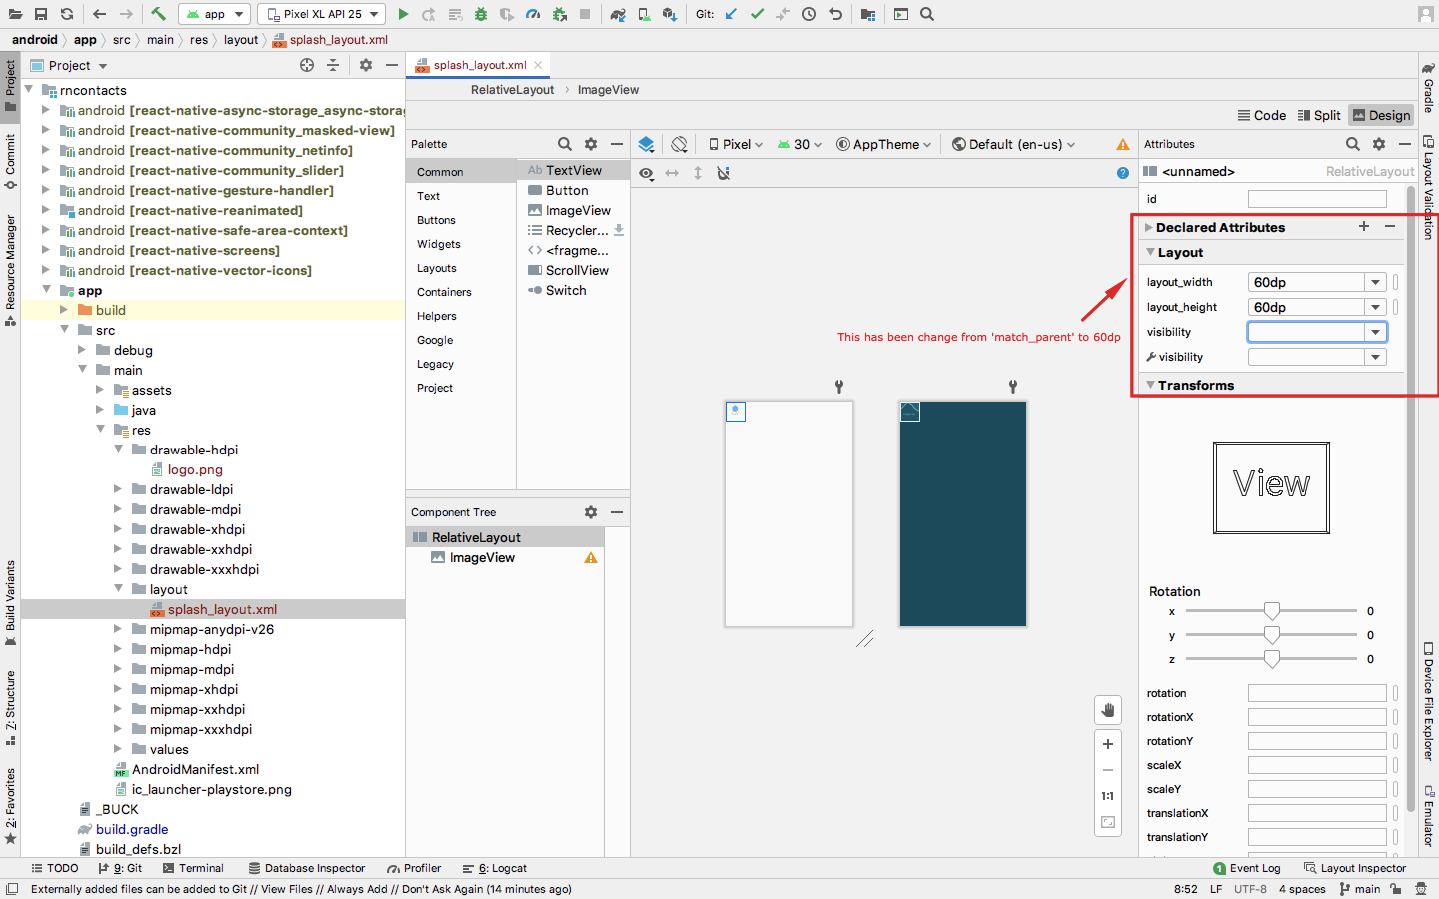 app
Pixel XL API 25
Git:
android
app
src
main
res
layout
splash_layout.xml
Project
splash_layout.xml
RelativeLayout
ImageView
Code
Split
Design
rncontacts
android [react-native-async-storage_async-storag
android [react-native-community_masked-view]
android [react-native-community_netinfo]
android [react-native-community_slider]
android [react-native-gesture-handler]
android [react-native-reanimated]
android [react-native-safe-area-context]
android [react-native-screens]
android [react-native-vector-icons]
app
build
src
debug
main
assets
java
res
drawable-hdpi
logo.png
drawable-ldpi
drawable-mdpi
drawable-xhdpi
drawable-xxhdpi
drawable-xxxhdpi
layout
splash_layout.xml
mipmap-anydpi-v26
mipmap-hdpi
mipmap-mdpi
mipmap-xhdpi
mipmap-xxhdpi
mipmap-xxxhdpi
values
MF
AndroidManifest.xml
ic_launcher-playstore.png
_BUCK
build.gradle
build_defs.bzl
Project
Commit
Resource Manager
Build Variants
Z: Structure
2: Favorites
Palette
Common
Text
Buttons
Widgets
Layouts
Containers
Helpers
Google
Legacy
Project
Ab TextView
Button
ImageView
Recycler...
<fragme...
ScrollView
Switch
Component Tree
RelativeLayout
ImageView
Pixel
30
AppTheme
Default (en-us)
?
This has been change from 'match_parent' to 60dp
1:1
Attributes
<unnamed>
RelativeLayout
id
Declared Attributes
Layout
layout_width
60dp
layout_height
60dp
visibility
visibility
Transforms
View
Rotation
x
0
y
0
z
0
rotation
rotationX
rotationY
scaleX
scaleY
translationX
translationY
Gradle
Layout Validation
Device File Explorer
Emulator
TODO
9: Git
Terminal
Database Inspector
Profiler
6: Logcat
1 Event Log
Layout Inspector
Externally added files can be added to Git // View Files // Always Add // Don't Ask Again (14 minutes ago)
8:52
LF
UTF-8
4 spaces
main